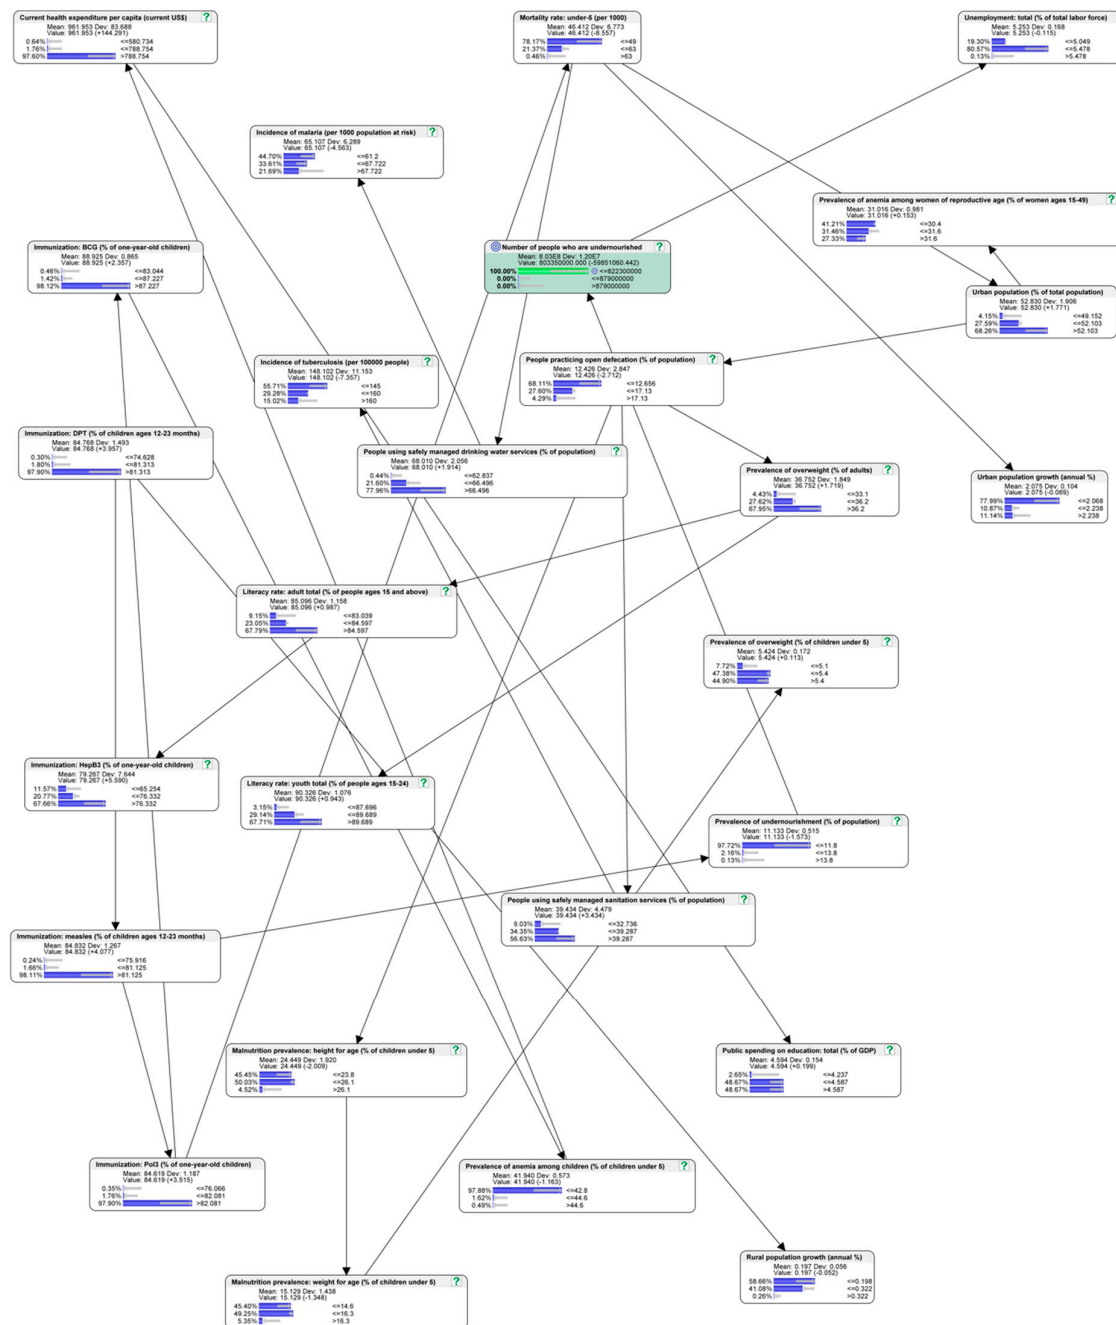 Current health expenditure per capita (current US$)
Mean: 961.953 Dev: 83.688
Value: 961.953 (+144.291)
0.64% <=580.734
1.76% <=788.754
97.60% >788.754
Mortality rate: under-5 (per 1000)
Mean: 46.412 Dev: 6.773
Value: 46.412 (-8.557)
78.17% <=49
21.37% <=63
0.46% >63
Unemployment: total (% of total labor force)
Mean: 5.253 Dev: 0.168
Value: 5.253 (-0.115)
19.30% <=5.049
80.57% <=5.478
0.13% >5.478
Incidence of malaria (per 1000 population at risk)
Mean: 65.107 Dev: 6.289
Value: 65.107 (-4.563)
44.70% <=61.2
33.61% <=67.722
21.69% >67.722
Prevalence of anemia among women of reproductive age (% of women ages 15-49)
Mean: 31.016 Dev: 0.981
Value: 31.016 (+0.153)
41.21% <=30.4
31.46% <=31.6
27.33% >31.6
Immunization: BCG (% of one-year-old children)
Mean: 88.925 Dev: 0.865
Value: 88.925 (+2.357)
0.46% <=83.044
1.42% <=87.227
98.12% >87.227
Number of people who are undernourished
Mean: 8.03E8 Dev: 1.20E7
Value: 803350000.000 (-59851060.442)
100.00% <=822300000
0.00% <=879000000
0.00% >879000000
Urban population (% of total population)
Mean: 52.830 Dev: 1.906
Value: 52.830 (+1.771)
4.15% <=49.152
27.59% <=52.103
68.26% >52.103
Incidence of tuberculosis (per 100000 people)
Mean: 148.102 Dev: 11.153
Value: 148.102 (-7.357)
55.71% <=145
29.28% <=160
15.02% >160
People practicing open defecation (% of population)
Mean: 12.426 Dev: 2.847
Value: 12.426 (-2.712)
68.11% <=12.656
27.60% <=17.13
4.29% >17.13
Immunization: DPT (% of children ages 12-23 months)
Mean: 84.768 Dev: 1.493
Value: 84.768 (+3.957)
0.30% <=74.628
1.80% <=81.313
97.90% >81.313
People using safely managed drinking water services (% of population)
Mean: 68.010 Dev: 2.056
Value: 68.010 (+1.914)
0.44% <=62.837
21.60% <=66.496
77.96% >66.496
Prevalence of overweight (% of adults)
Mean: 36.752 Dev: 1.849
Value: 36.752 (+1.719)
4.43% <=33.1
27.62% <=36.2
67.95% >36.2
Urban population growth (annual %)
Mean: 2.075 Dev: 0.104
Value: 2.075 (-0.089)
77.99% <=2.068
10.87% <=2.238
11.14% >2.238
Literacy rate: adult total (% of people ages 15 and above)
Mean: 85.096 Dev: 1.158
Value: 85.096 (+0.987)
9.15% <=83.039
23.05% <=84.597
67.79% >84.597
Prevalence of overweight (% of children under 5)
Mean: 5.424 Dev: 0.172
Value: 5.424 (+0.113)
7.72% <=5.1
47.38% <=5.4
44.90% >5.4
Immunization: HepB3 (% of one-year-old children)
Mean: 79.267 Dev: 7.644
Value: 79.267 (+5.590)
11.57% <=65.254
20.77% <=76.332
67.66% >76.332
Literacy rate: youth total (% of people ages 15-24)
Mean: 90.326 Dev: 1.076
Value: 90.326 (+0.943)
3.15% <=87.696
29.14% <=89.689
67.71% >89.689
Prevalence of undernourishment (% of population)
Mean: 11.133 Dev: 0.515
Value: 11.133 (-1.573)
97.72% <=11.8
2.16% <=13.8
0.13% >13.8
People using safely managed sanitation services (% of population)
Mean: 39.434 Dev: 4.479
Value: 39.434 (+3.434)
9.03% <=32.736
34.35% <=39.287
56.63% >39.287
Immunization: measles (% of children ages 12-23 months)
Mean: 84.832 Dev: 1.267
Value: 84.832 (+4.077)
0.24% <=75.916
1.66% <=81.125
98.11% >81.125
Malnutrition prevalence: height for age (% of children under 5)
Mean: 24.449 Dev: 1.920
Value: 24.449 (-2.009)
45.45% <=23.8
50.03% <=26.1
4.52% >26.1
Public spending on education: total (% of GDP)
Mean: 4.594 Dev: 0.154
Value: 4.594 (+0.199)
2.65% <=4.237
48.67% <=4.587
48.67% >4.587
Immunization: Pol3 (% of one-year-old children)
Mean: 84.619 Dev: 1.187
Value: 84.619 (+3.515)
0.35% <=76.066
1.76% <=82.081
97.90% >82.081
Prevalence of anemia among children (% of children under 5)
Mean: 41.940 Dev: 0.573
Value: 41.940 (-1.163)
97.88% <=42.8
1.62% <=44.6
0.49% >44.6
Rural population growth (annual %)
Mean: 0.197 Dev: 0.056
Value: 0.197 (-0.052)
58.66% <=0.198
41.08% <=0.322
0.26% >0.322
Malnutrition prevalence: weight for age (% of children under 5)
Mean: 15.129 Dev: 1.438
Value: 15.129 (-1.348)
45.40% <=14.6
49.25% <=16.3
5.35% >16.3